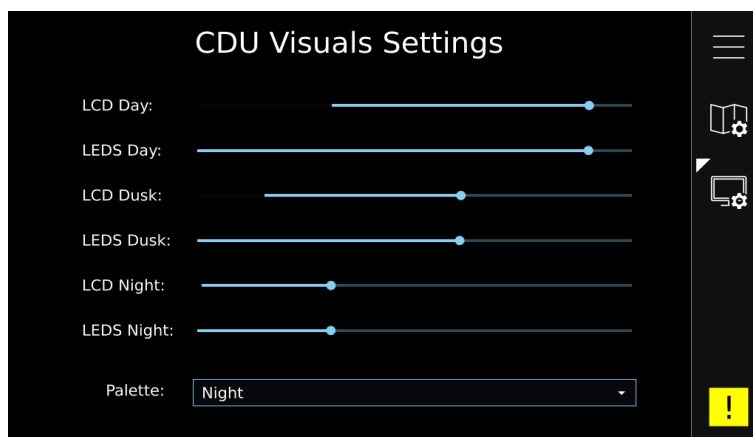 CDU Visuals Settings
LCD Day:
LEDS Day:
LCD Dusk:
LEDS Dusk:
LCD Night:
LEDS Night:
Palette: Night
!